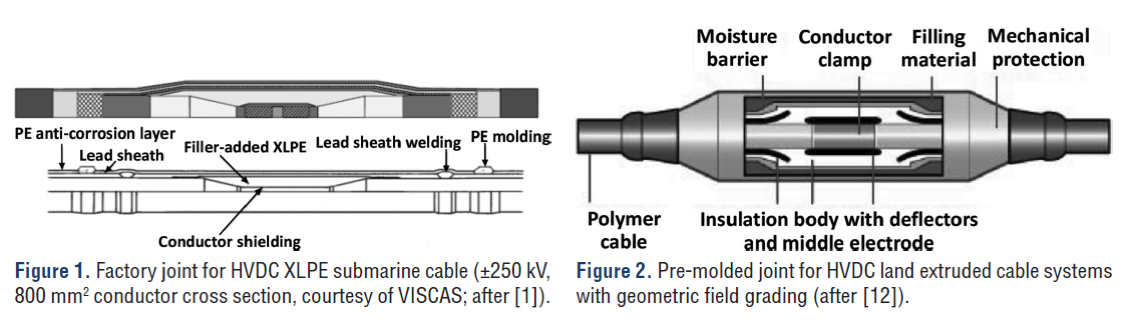 PE anti-corrosion layer
Lead sheath
Filler-added XLPE
Lead sheath welding
PE molding
Conductor shielding
Figure 1. Factory joint for HVDC XLPE submarine cable (±250 kV,
800 mm² conductor cross section, courtesy of VISCAS; after [1]).
Moisture
barrier
Conductor
clamp
Filling
material
Mechanical
protection
Polymer
cable
Insulation body with deflectors
and middle electrode
Figure 2. Pre-molded joint for HVDC land extruded cable systems
with geometric field grading (after [12]).